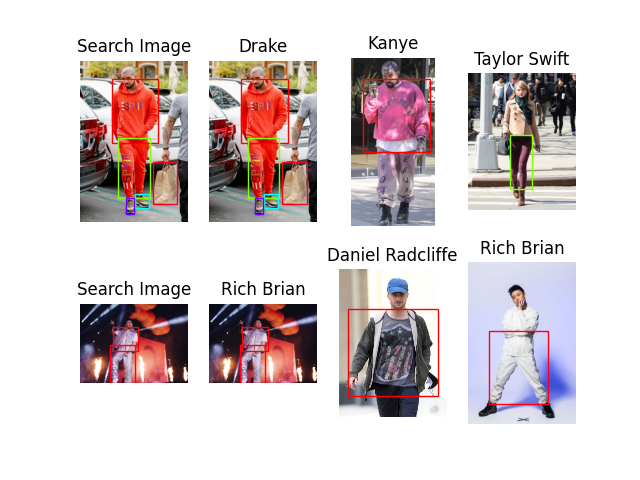 Search Image
Drake
Kanye
Taylor Swift
Search Image
Rich Brian
Daniel Radcliffe
Rich Brian